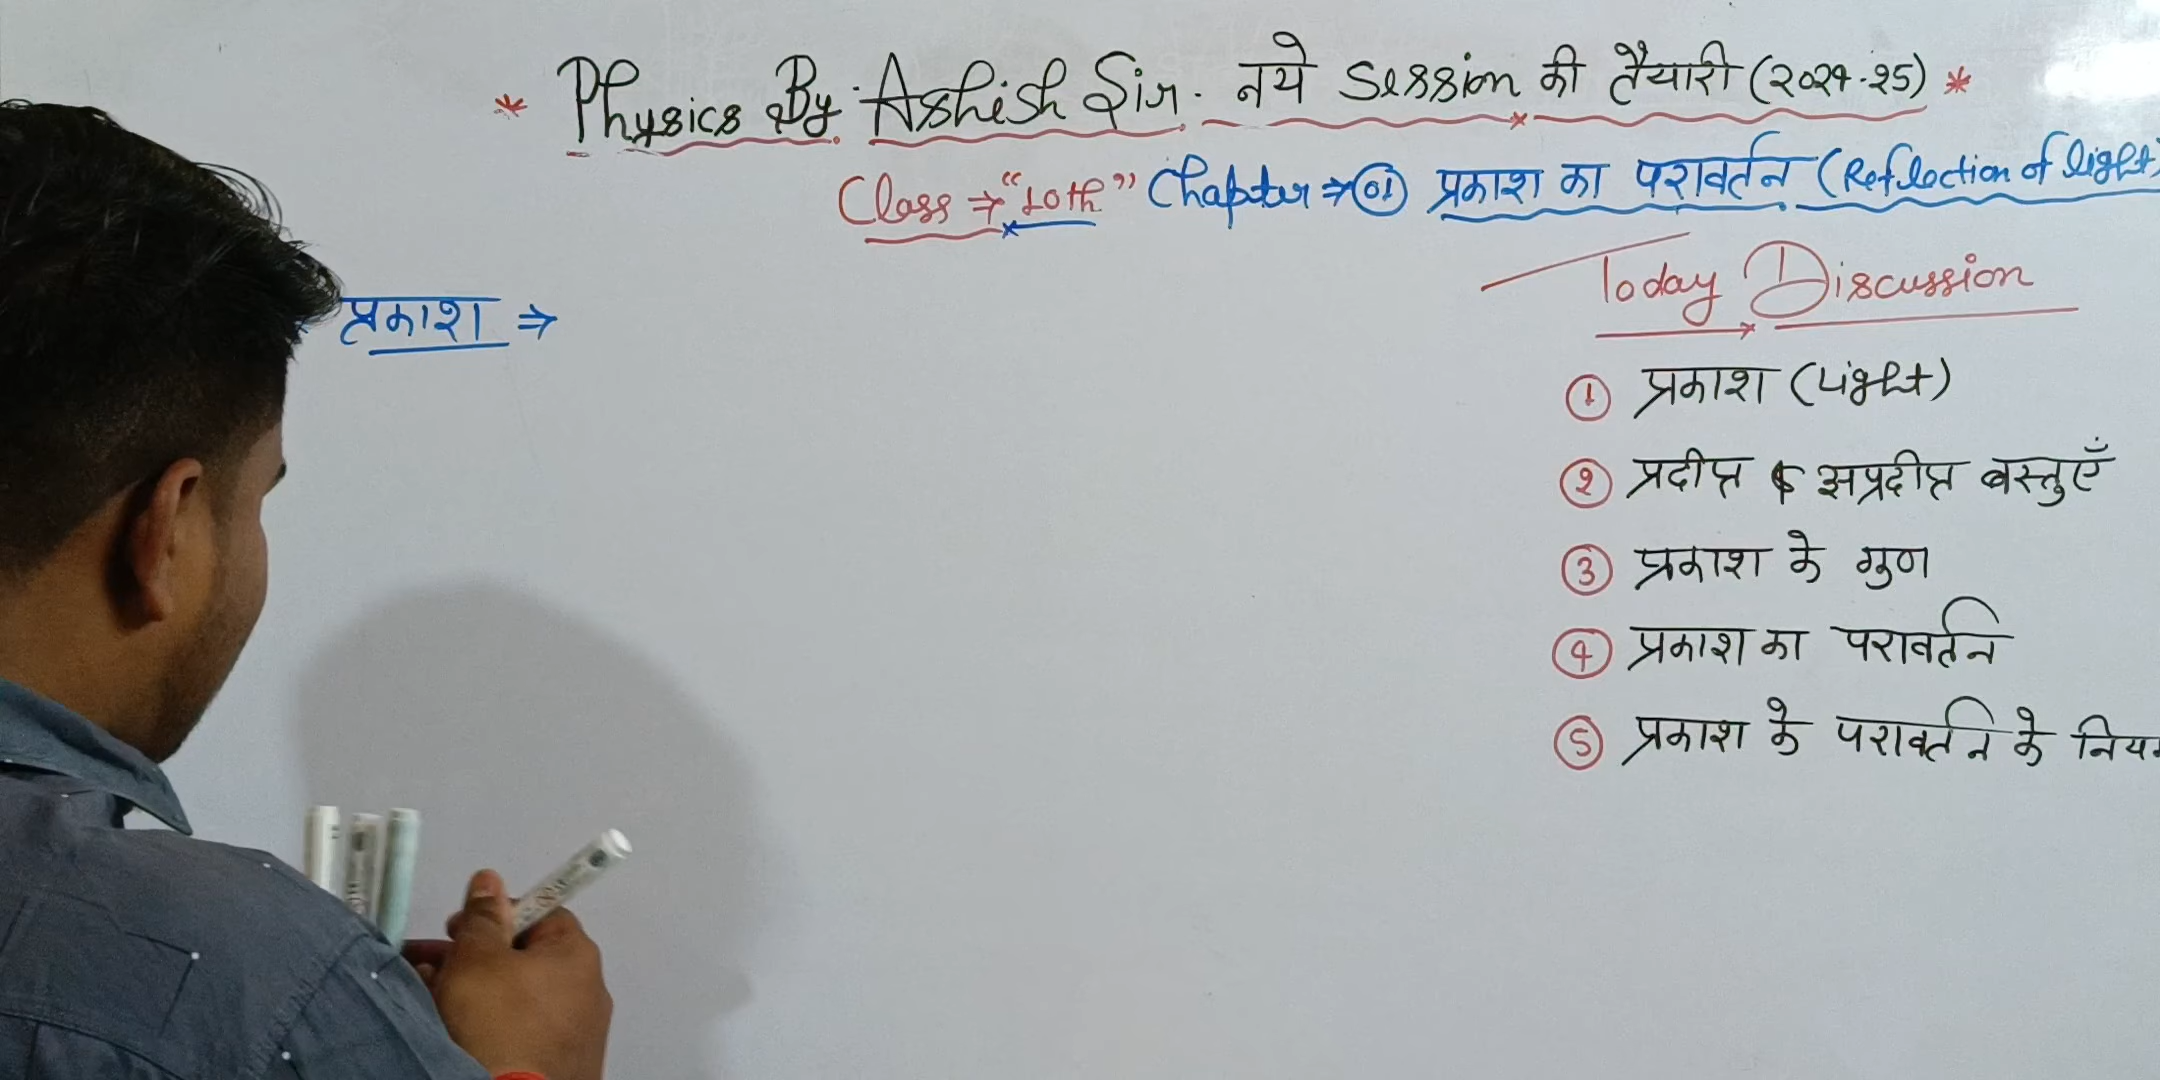 * Physics By Ashish Sir. नये Session की तैयारी (2024-25) *
Class ⇒ "10th" Chapter ⇒ 01 प्रकाश का परावर्तन (Reflection of light)
Today Discussion
प्रकाश ⇒
① प्रकाश (Light)
② प्रदीप्त & अप्रदीप्त वस्तुएँ
③ प्रकाश के गुण
④ प्रकाश का परावर्तन
⑤ प्रकाश के परावर्तन के नियम